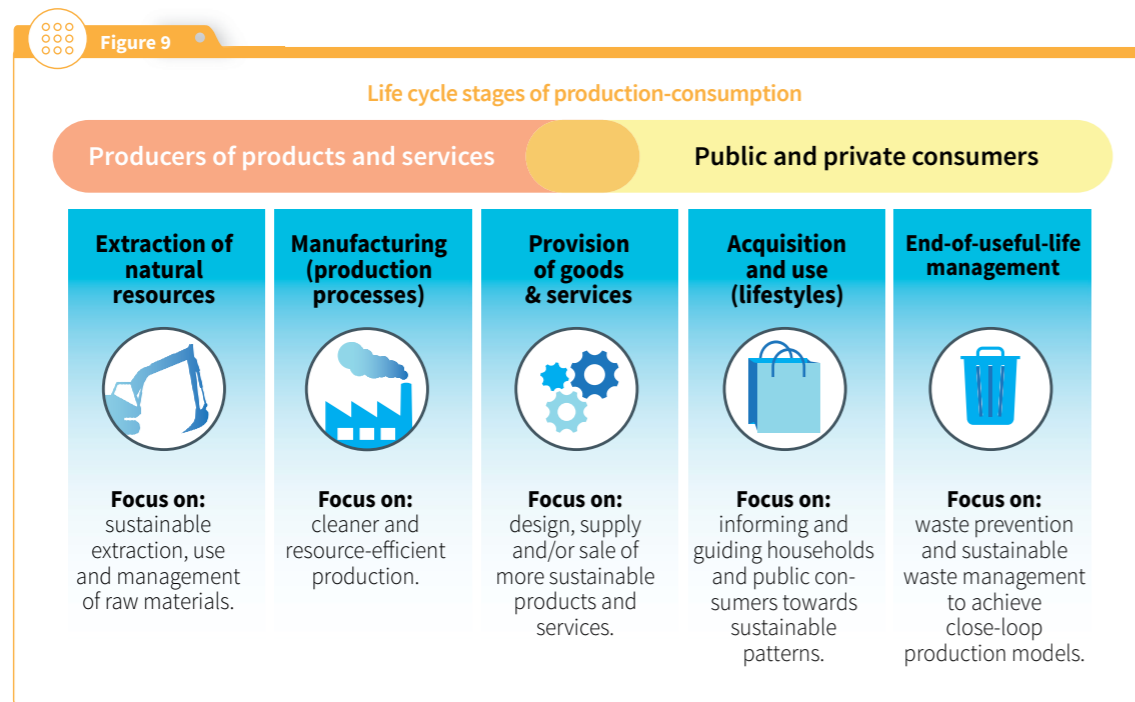 Figure 9
Life cycle stages of production-consumption
Producers of products and services
Public and private consumers
Extraction of
natural
resources
Focus on:
sustainable
extraction, use
and management
of raw materials.
Manufacturing
(production
processes)
Focus on:
cleaner and
resource-efficient
production.
Provision
of goods
& services
Focus on:
design, supply
and/or sale of
more sustainable
products and
services.
Acquisition
and use
(lifestyles)
Focus on:
informing and
guiding households
and public con-
sumers towards
sustainable
patterns.
End-of-useful-life
management
Focus on:
waste prevention
and sustainable
waste management
to achieve
close-loop
production models.